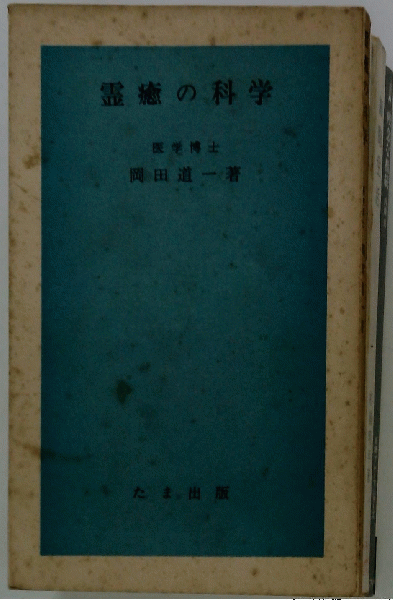 霊癒の科学
医学博士
岡田道一著
たま出版